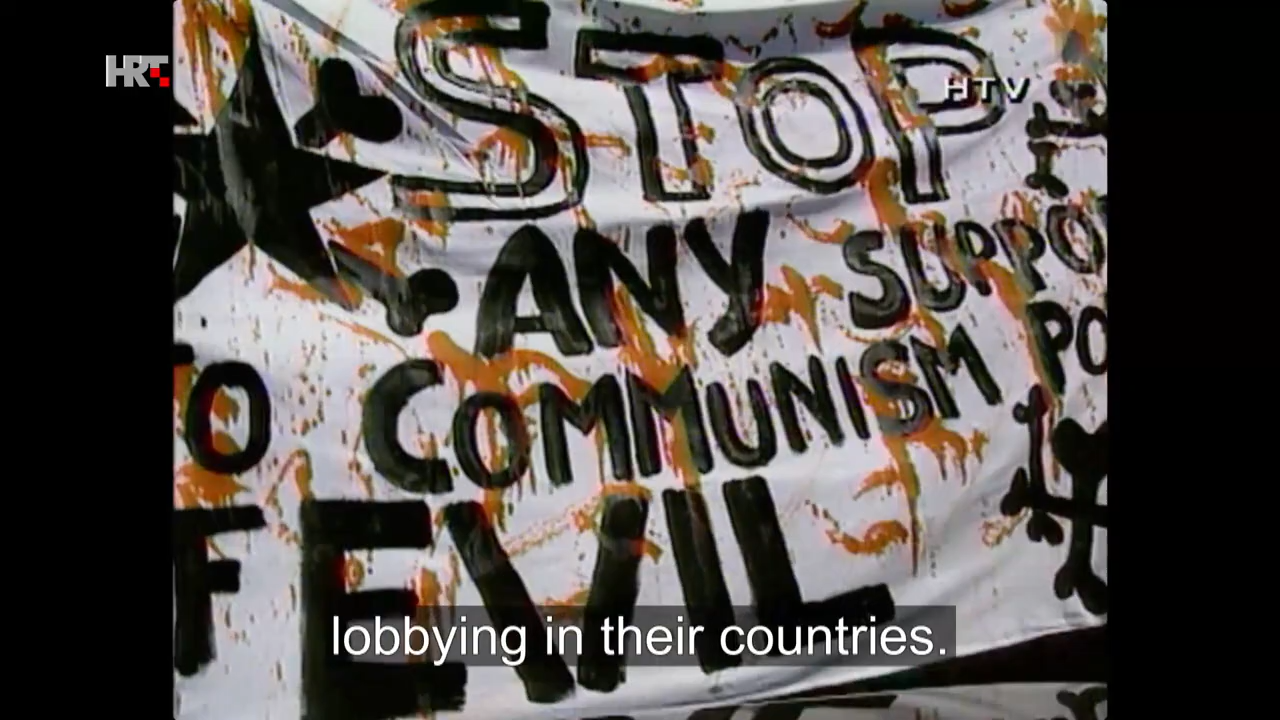 HRT
HTV
STOP
ANY SUPPO
O COMMUNISM PO
F EVIL
lobbying in their countries.